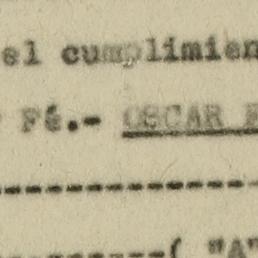 el cumplimien
Fé.- OSCAR
--------------------
----------( "A"